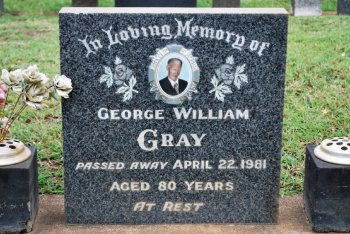 In Loving Memory of
GEORGE WILLIAM
GRAY
PASSED AWAY APRIL 22, 1981
AGED 80 YEARS
AT REST